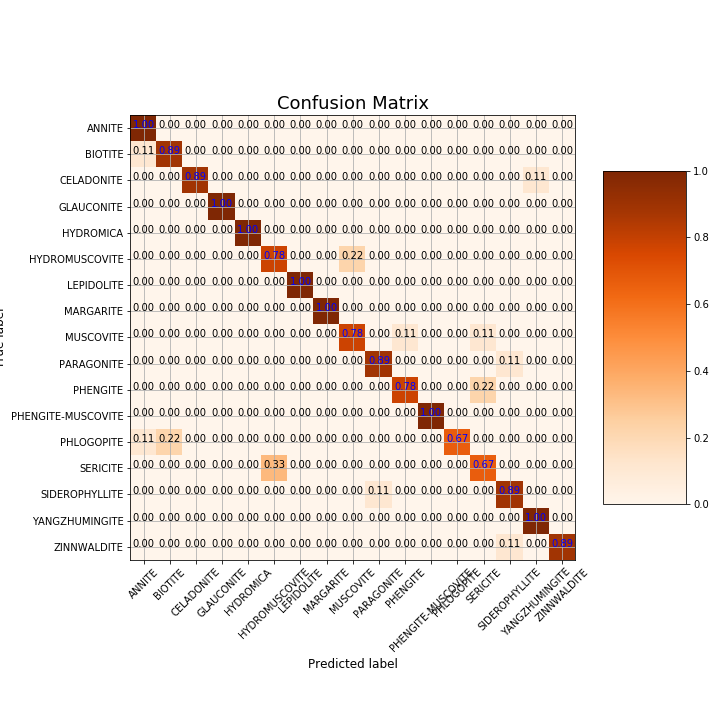 Confusion Matrix
ANNITE 1.00 0.00 0.00 0.00 0.00 0.00 0.00 0.00 0.00 0.00 0.00 0.00 0.00 0.00 0.00 0.00 0.00
BIOTITE 0.11 0.89 0.00 0.00 0.00 0.00 0.00 0.00 0.00 0.00 0.00 0.00 0.00 0.00 0.00 0.00 0.00
CELADONITE 0.00 0.00 0.89 0.00 0.00 0.00 0.00 0.00 0.00 0.00 0.00 0.00 0.00 0.00 0.00 0.11 0.00
GLAUCONITE 0.00 0.00 0.00 1.00 0.00 0.00 0.00 0.00 0.00 0.00 0.00 0.00 0.00 0.00 0.00 0.00 0.00
HYDROMICA 0.00 0.00 0.00 0.00 1.00 0.00 0.00 0.00 0.00 0.00 0.00 0.00 0.00 0.00 0.00 0.00 0.00
HYDROMUSCOVITE 0.00 0.00 0.00 0.00 0.00 0.78 0.00 0.00 0.22 0.00 0.00 0.00 0.00 0.00 0.00 0.00 0.00
LEPIDOLITE 0.00 0.00 0.00 0.00 0.00 0.00 1.00 0.00 0.00 0.00 0.00 0.00 0.00 0.00 0.00 0.00 0.00
MARGARITE 0.00 0.00 0.00 0.00 0.00 0.00 0.00 1.00 0.00 0.00 0.00 0.00 0.00 0.00 0.00 0.00 0.00
MUSCOVITE 0.00 0.00 0.00 0.00 0.00 0.00 0.00 0.00 0.78 0.00 0.11 0.00 0.00 0.11 0.00 0.00 0.00
PARAGONITE 0.00 0.00 0.00 0.00 0.00 0.00 0.00 0.00 0.00 0.89 0.00 0.00 0.00 0.00 0.11 0.00 0.00
PHENGITE 0.00 0.00 0.00 0.00 0.00 0.00 0.00 0.00 0.00 0.00 0.78 0.00 0.00 0.22 0.00 0.00 0.00
PHENGITE-MUSCOVITE 0.00 0.00 0.00 0.00 0.00 0.00 0.00 0.00 0.00 0.00 0.00 1.00 0.00 0.00 0.00 0.00 0.00
PHLOGOPITE 0.11 0.22 0.00 0.00 0.00 0.00 0.00 0.00 0.00 0.00 0.00 0.00 0.67 0.00 0.00 0.00 0.00
SERICITE 0.00 0.00 0.00 0.00 0.00 0.33 0.00 0.00 0.00 0.00 0.00 0.00 0.00 0.67 0.00 0.00 0.00
SIDEROPHYLLITE 0.00 0.00 0.00 0.00 0.00 0.00 0.00 0.00 0.00 0.11 0.00 0.00 0.00 0.00 0.89 0.00 0.00
YANGZHUMINGITE 0.00 0.00 0.00 0.00 0.00 0.00 0.00 0.00 0.00 0.00 0.00 0.00 0.00 0.00 0.00 1.00 0.00
ZINNWALDITE 0.00 0.00 0.00 0.00 0.00 0.00 0.00 0.00 0.00 0.00 0.00 0.00 0.00 0.00 0.11 0.00 0.89
ANNITE BIOTITE CELADONITE GLAUCONITE HYDROMICA HYDROMUSCOVITE LEPIDOLITE MARGARITE MUSCOVITE PARAGONITE PHENGITE PHENGITE-MUSCOVITE PHLOGOPITE SERICITE SIDEROPHYLLITE YANGZHUMINGITE ZINNWALDITE
Predicted label
1.0
0.8
0.6
0.4
0.2
0.0